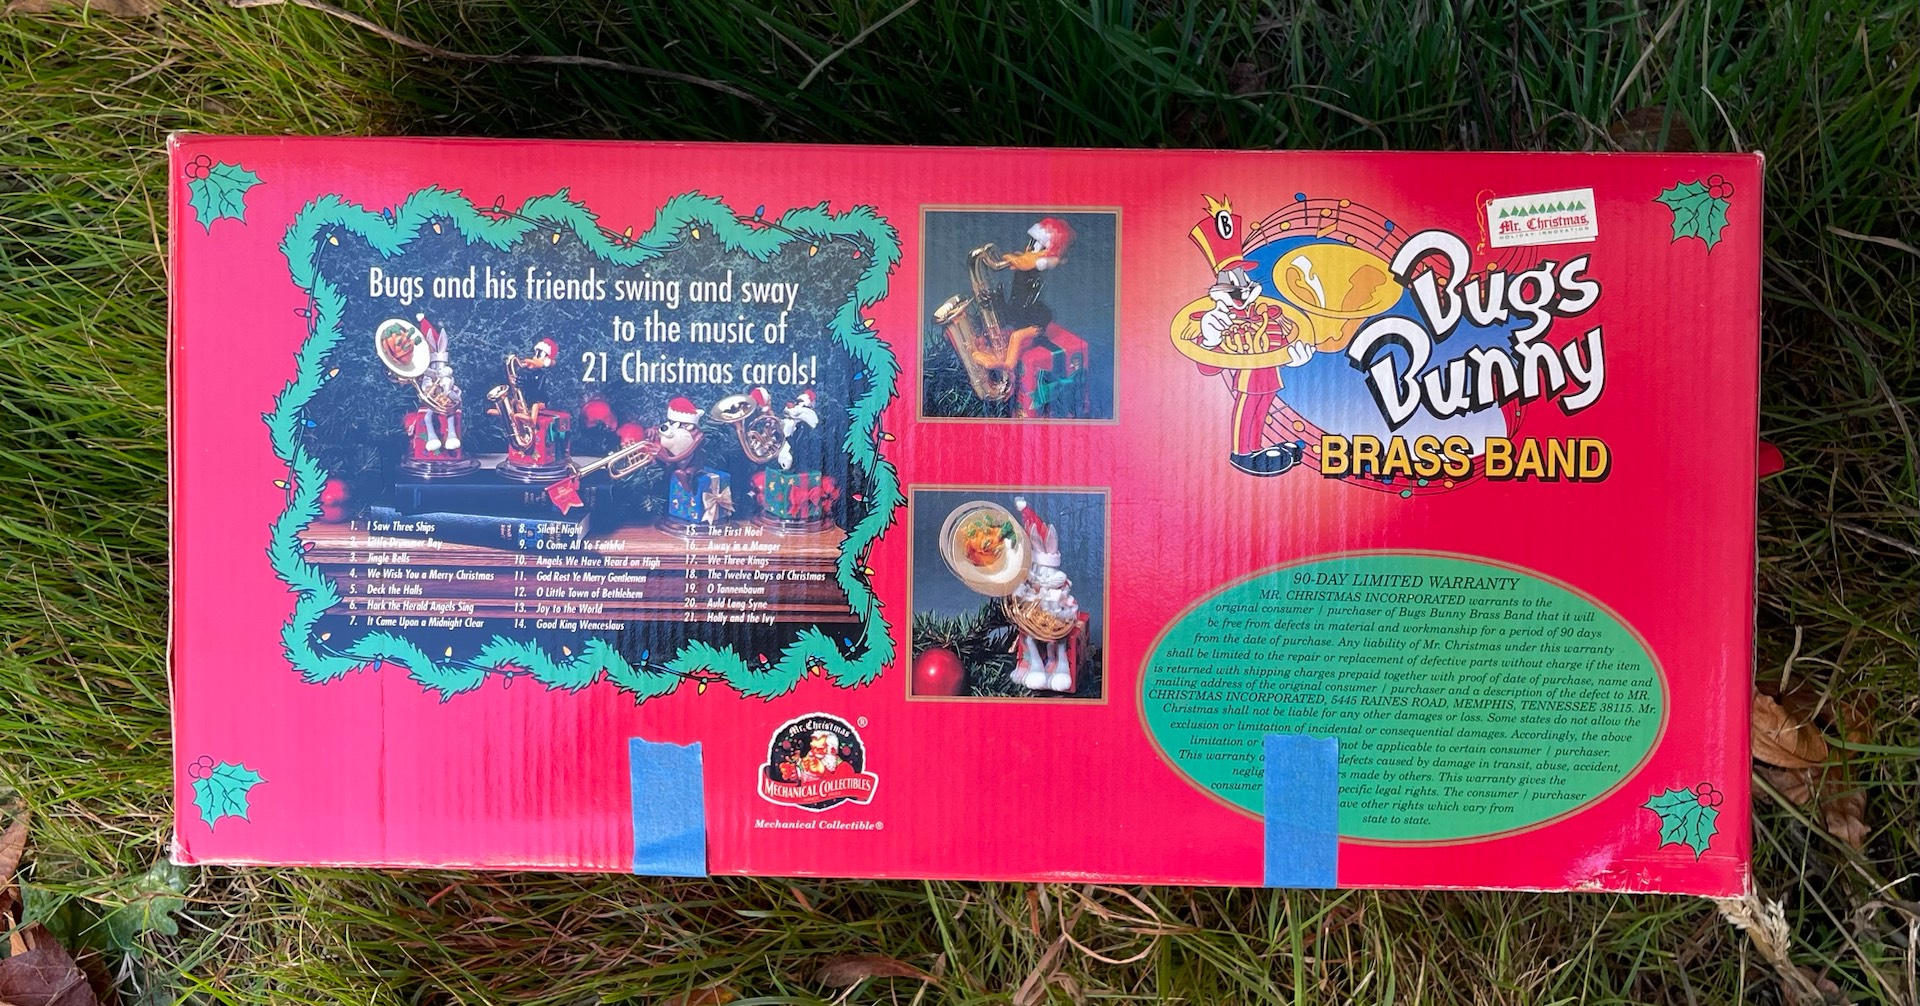 Bugs and his friends swing and sway
to the music of
21 Christmas carols!
1. I Saw Three Ships
2. Little Drummer Boy
3. Jingle Bells
4. We Wish You a Merry Christmas
5. Deck the Halls
6. Hark the Herald Angels Sing
7. It Came Upon a Midnight Clear
8. Silent Night
9. O Come All Ye Faithful
10. Angels We Have Heard on High
11. God Rest Ye Merry Gentlemen
12. O Little Town of Bethlehem
13. Joy to the World
14. Good King Wenceslaus
15. The First Noel
16. Away in a Manger
17. We Three Kings
18. The Twelve Days of Christmas
19. O Tannenbaum
20. Auld Lang Syne
21. Holly and the Ivy
Mr. Christmas
®
MECHANICAL COLLECTIBLES
Mechanical Collectible®
B
Mr. Christmas
HOLIDAY INNOVATION
Bugs
Bunny
BRASS BAND
90-DAY LIMITED WARRANTY
MR. CHRISTMAS INCORPORATED warrants to the
original consumer / purchaser of Bugs Bunny Brass Band that it will
be free from defects in material and workmanship for a period of 90 days
from the date of purchase. Any liability of Mr. Christmas under this warranty
shall be limited to the repair or replacement of defective parts without charge if the item
is returned with shipping charges prepaid together with proof of date of purchase, name and
mailing address of the original consumer / purchaser and a description of the defect to MR.
CHRISTMAS INCORPORATED, 5445 RAINES ROAD, MEMPHIS, TENNESSEE 38115. Mr.
Christmas shall not be liable for any other damages or loss. Some states do not allow the
exclusion or limitation of incidental or consequential damages. Accordingly, the above
limitation or not be applicable to certain consumer / purchaser.
This warranty defects caused by damage in transit, abuse, accident,
made by others. This warranty gives the
consumer legal rights. The consumer / purchaser
other rights which vary from
state to state.